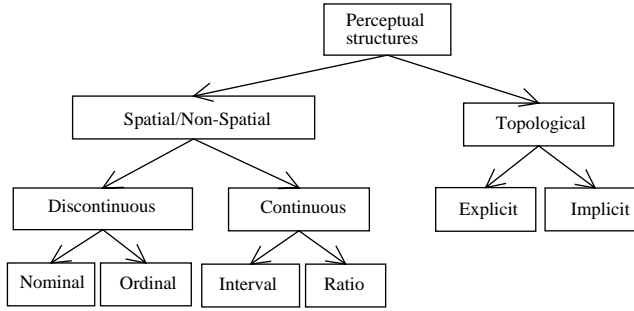 Perceptual
structures
Spatial/Non-Spatial
Topological
Discontinuous
Continuous
Explicit
Implicit
Nominal
Ordinal
Interval
Ratio